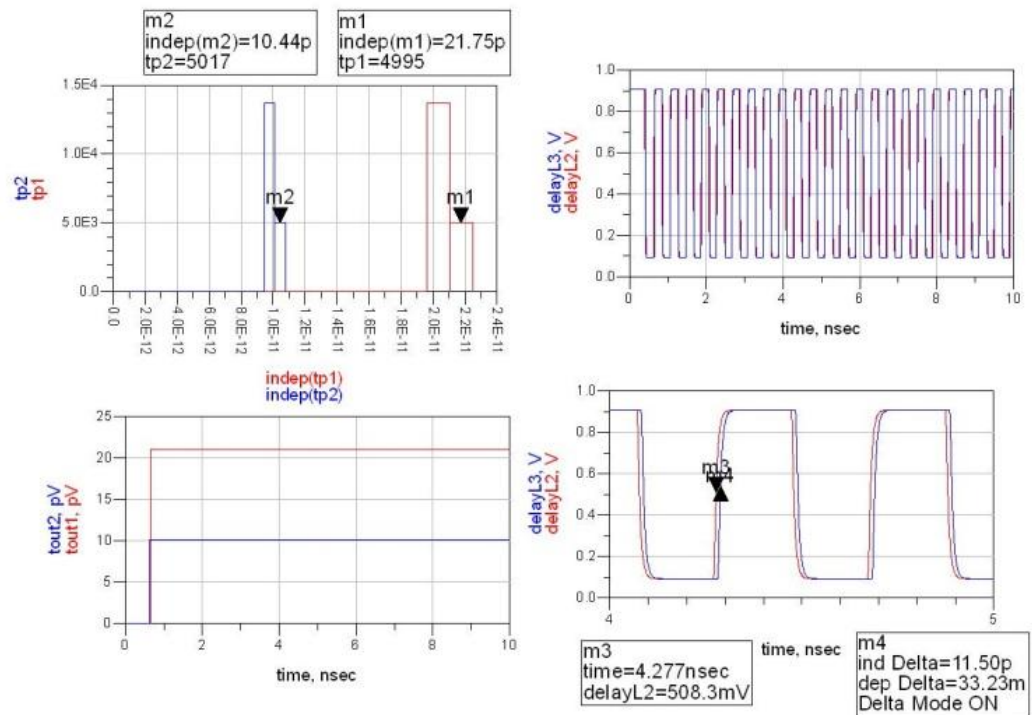 m2
indep(m2)=10.44p
tp2=5017
m1
indep(m1)=21.75p
tp1=4995
1.5E4
1.0E4
5.0E3
0.0
tp2
tp1
m2
m1
0.0
2.0E-12
4.0E-12
6.0E-12
8.0E-12
1.0E-11
1.2E-11
1.4E-11
1.6E-11
1.8E-11
2.0E-11
2.2E-11
2.4E-11
indep(tp1)
indep(tp2)
1.0
0.8
0.6
0.4
0.2
0.0
delayL3, V
delayL2, V
0 2 4 6 8 10
time, nsec
25
20
15
10
5
0
tout2, pV
tout1, pV
0 2 4 6 8 10
time, nsec
1.0
0.8
0.6
0.4
0.2
0.0
delayL3, V
delayL2, V
m3
4 5
time, nsec
m3
time=4.277nsec
delayL2=508.3mV
m4
ind Delta=11.50p
dep Delta=33.23m
Delta Mode ON